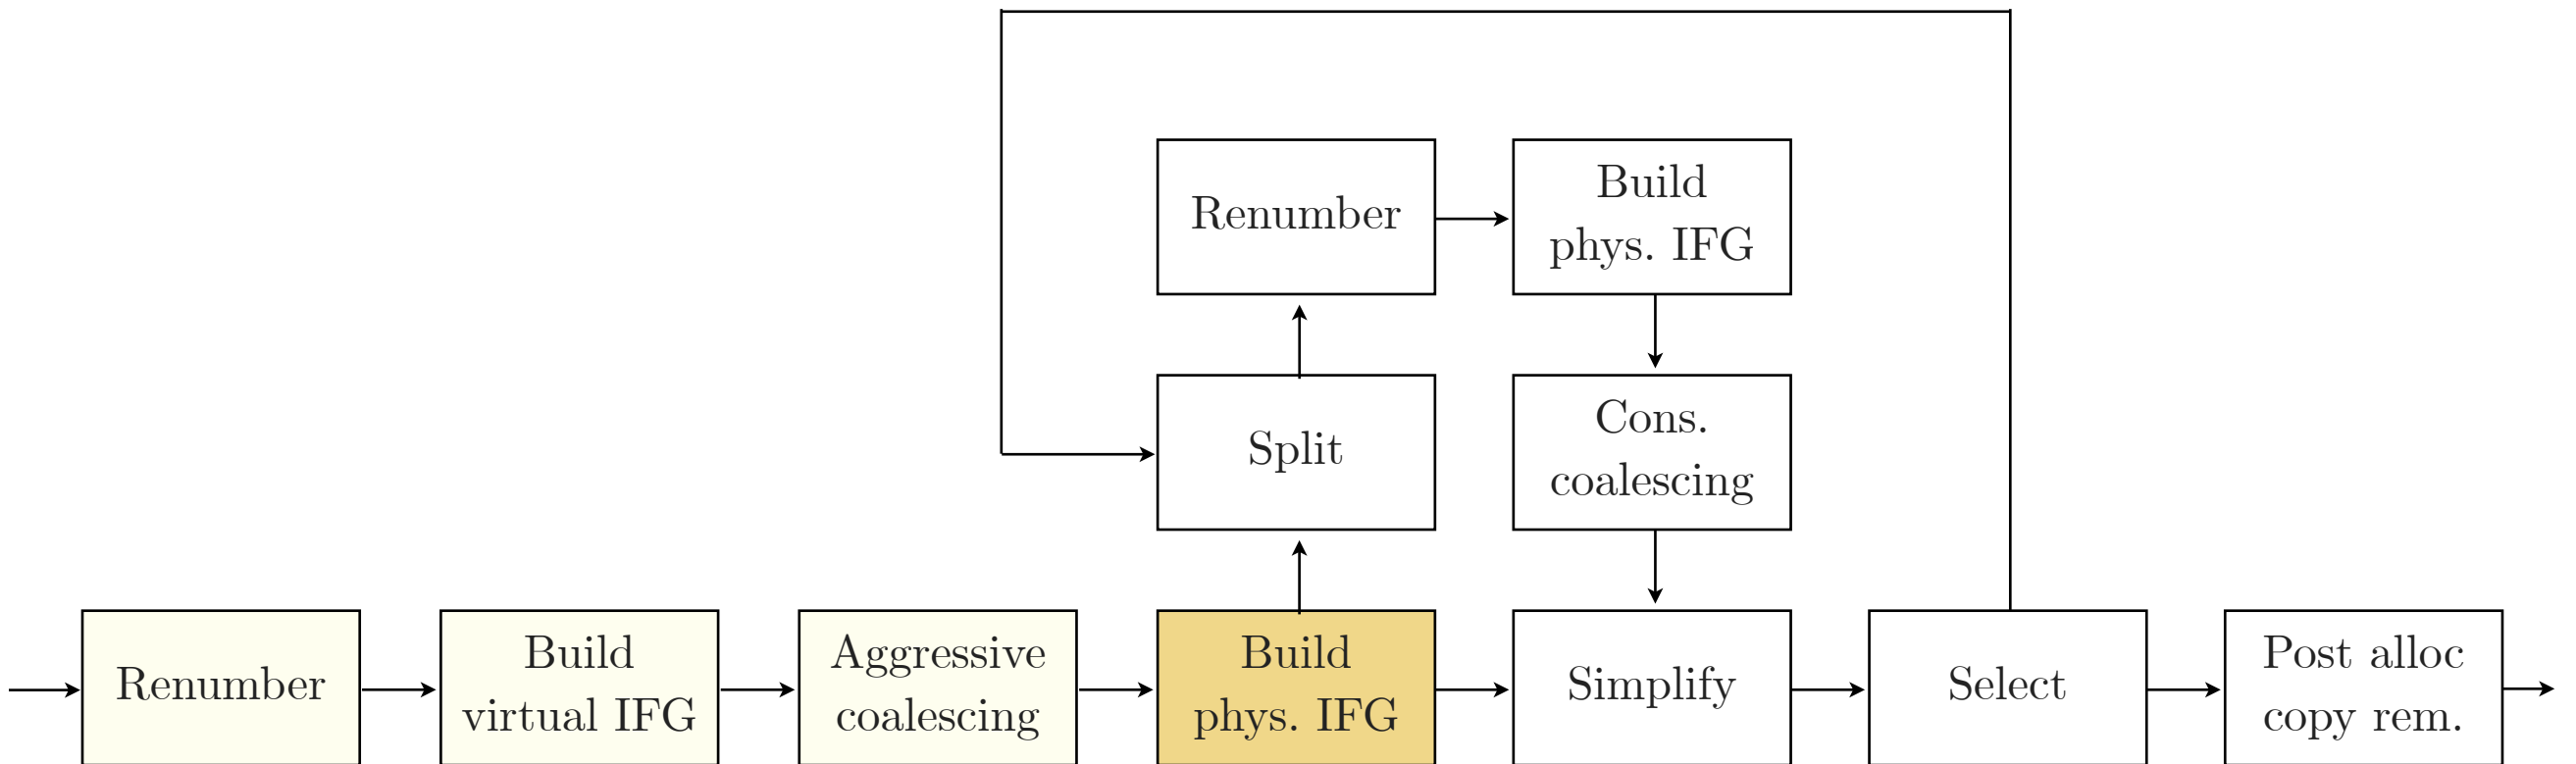 Renumber
Build
phys. IFG
Split
Cons.
coalescing
Renumber
Build
virtual IFG
Aggressive
coalescing
Build
phys. IFG
Simplify
Select
Post alloc
copy rem.